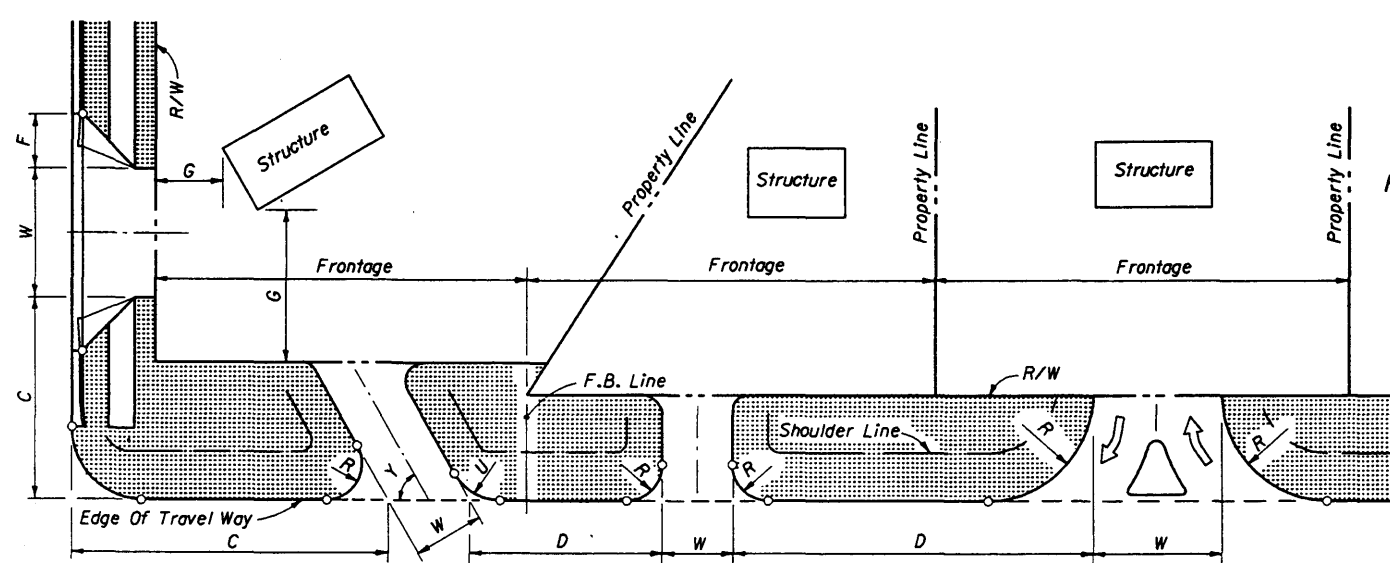 R/W
F
G
Structure
Property Line
Structure
Property Line
Structure
Property Line
W
Frontage
Frontage
Frontage
G
C
F.B. Line
R/W
Shoulder Line
R
Y
U
R
R
R
R
Edge Of Travel Way
W
C
D
W
D
W